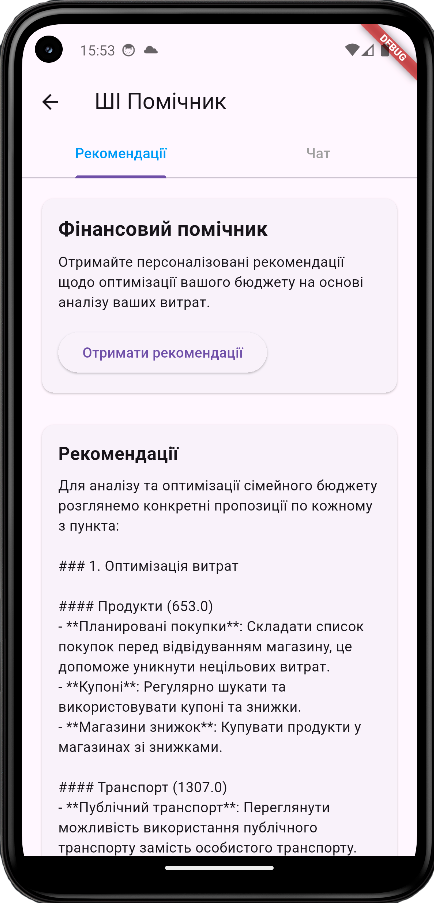 15:53
DEBUG
ШІ Помічник
Рекомендації
Чат
Фінансовий помічник
Отримайте персоналізовані рекомендації
щодо оптимізації вашого бюджету на основі
аналізу ваших витрат.
Отримати рекомендації
Рекомендації
Для аналізу та оптимізації сімейного бюджету
розглянемо конкретні пропозиції по кожному
з пункта:
### 1. Оптимізація витрат
#### Продукти (653.0)
- **Планировані покупки**: Складати список
покупок перед відвідуванням магазину, це
допоможе уникнути нецільових витрат.
- **Купоні**: Регулярно шукати та
використовувати купоні та знижки.
- **Магазини знижок**: Купувати продукти у
магазинах зі знижками.
#### Транспорт (1307.0)
- **Публічний транспорт**: Переглянути
можливість використання публічного
транспорту замість особистого транспорту.